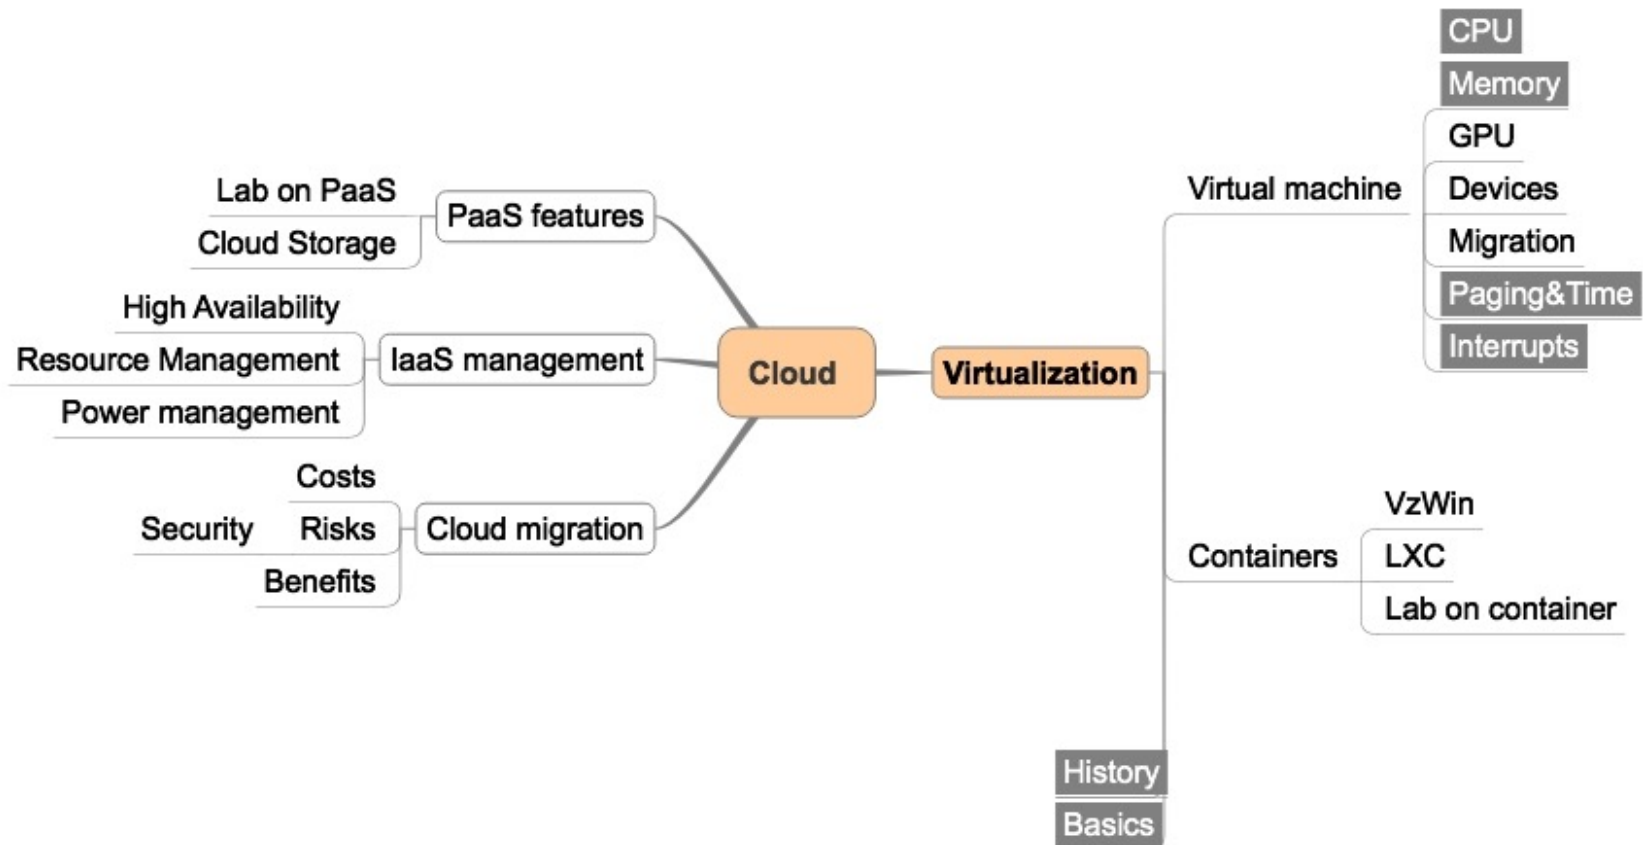 CPU
Memory
GPU
Devices
Migration
Paging&Time
Interrupts
Virtual machine
Lab on PaaS
Cloud Storage
PaaS features
High Availability
Resource Management
Power management
IaaS management
Cloud
Virtualization
Costs
Security
Risks
Benefits
Cloud migration
VzWin
LXC
Lab on container
Containers
History
Basics